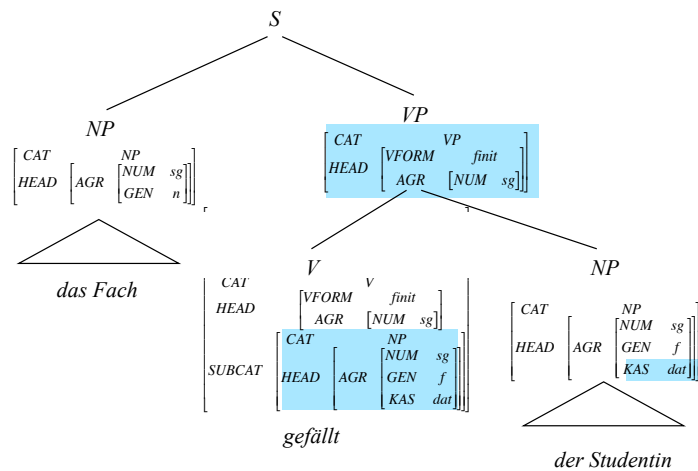 S
NP
VP
CAT NP
HEAD AGR NUM sg
GEN n
CAT VP
HEAD VFORM finit
AGR NUM sg
das Fach
V
NP
CAT V
HEAD VFORM finit
AGR NUM sg
SUBCAT CAT NP
HEAD AGR NUM sg
GEN f
KAS dat
CAT NP
HEAD AGR NUM sg
GEN f
KAS dat
gefällt
der Studentin